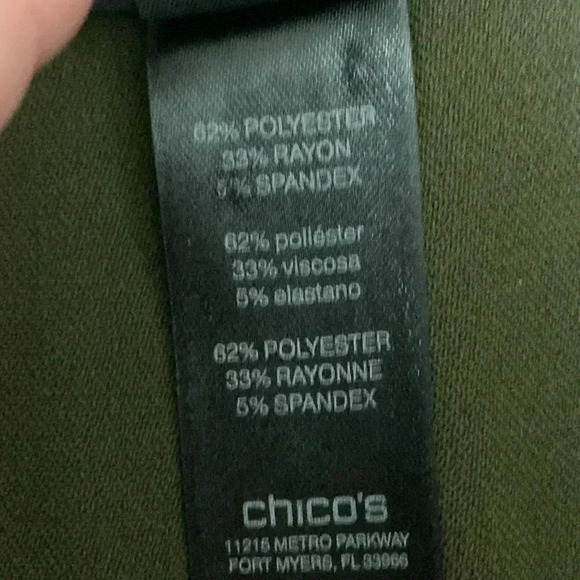 62% POLYESTER
33% RAYON
5% SPANDEX
62% poliéster
33% viscosa
5% elastano
62% POLYESTER
33% RAYONNE
5% SPANDEX
chico's
11215 METRO PARKWAY
FORT MYERS, FL 33966